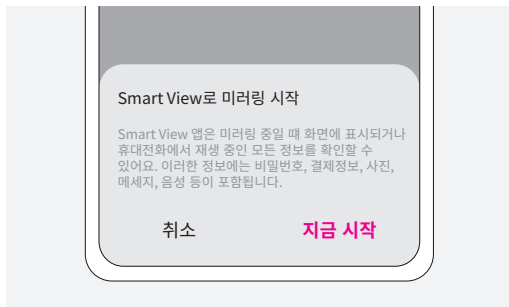 Smart View로 미러링 시작
Smart View 앱은 미러링 중일 떄 화면에 표시되거나
휴대전화에서 재생 중인 모든 정보를 확인할 수
있어요. 이러한 정보에는 비밀번호, 결제정보, 사진,
메세지, 음성 등이 포함됩니다.
취소
지금 시작